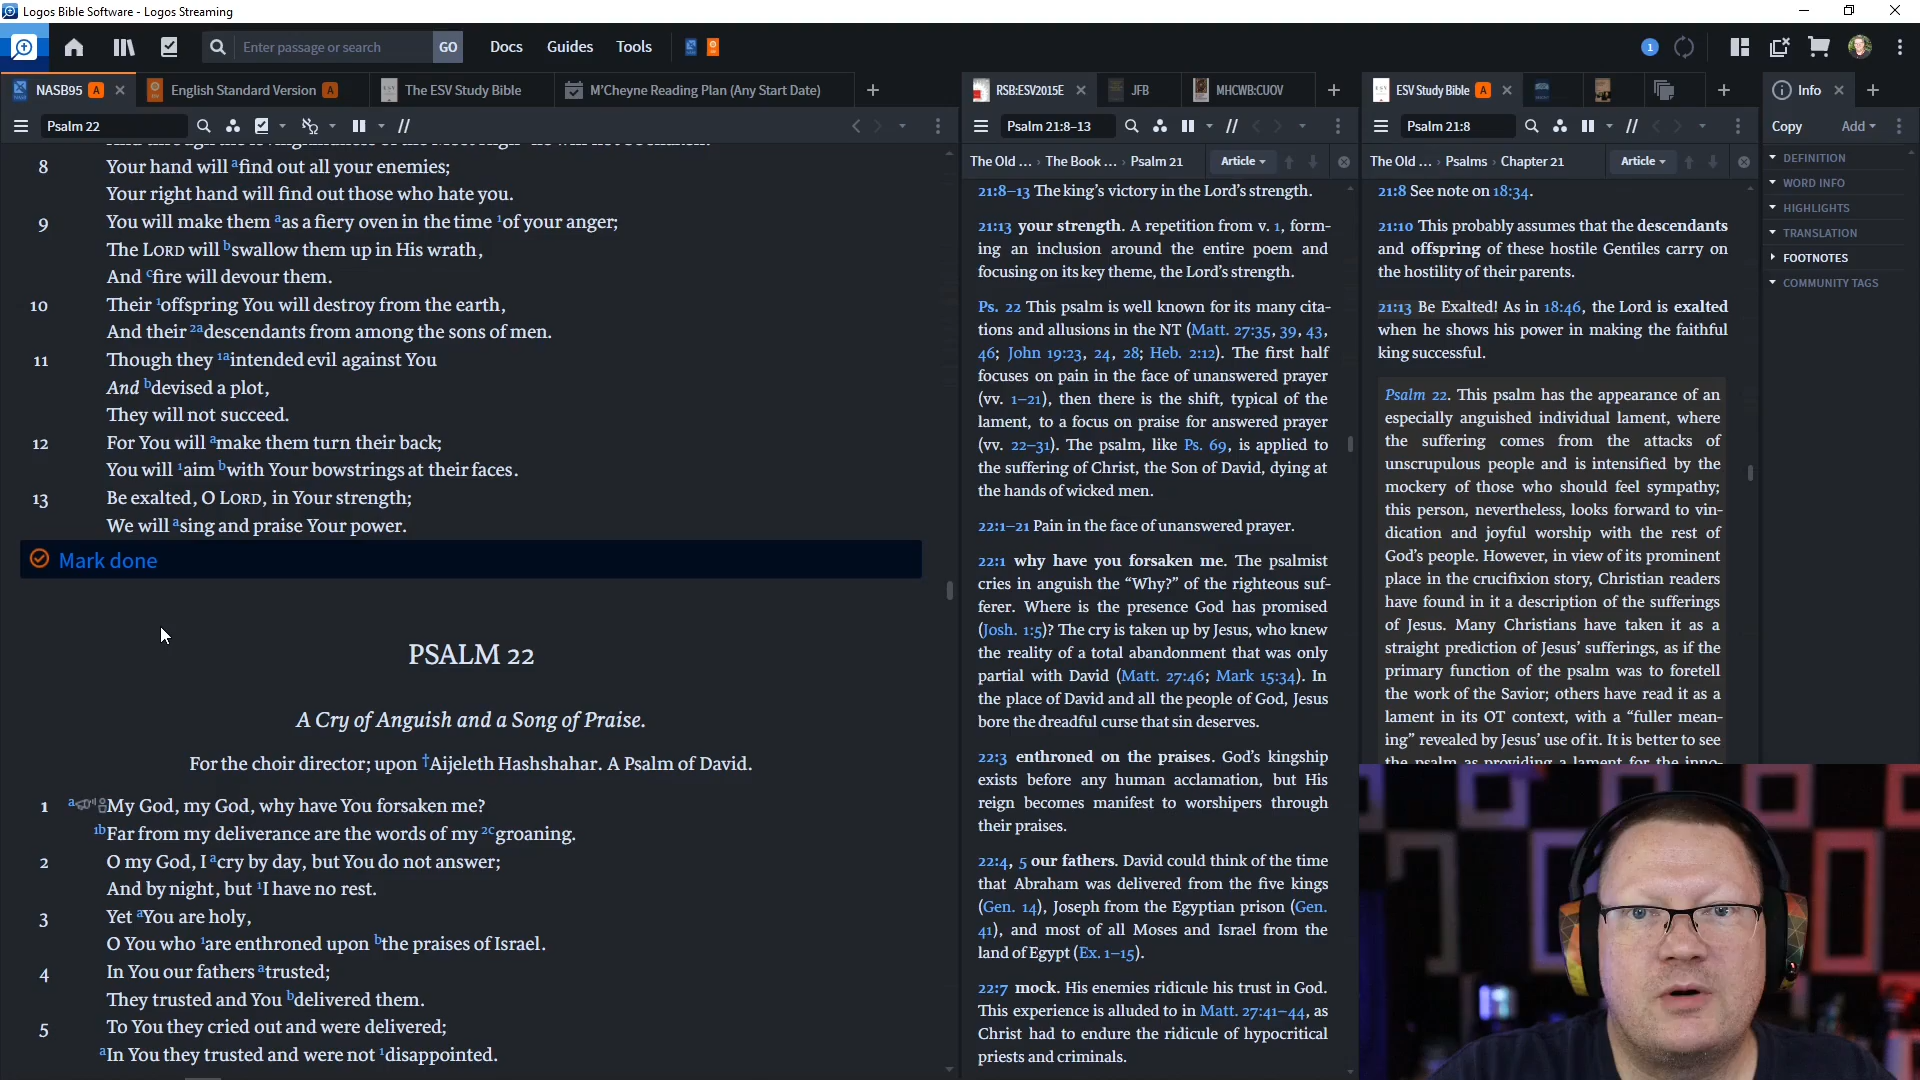 Logos Bible Software - Logos Streaming
Enter passage or search
GO
Docs
Guides
Tools
1
NASB95 A
English Standard Version A
The ESV Study Bible
M'Cheyne Reading Plan (Any Start Date)
Psalm 22
8 Your hand will ᵃfind out all your enemies;
Your right hand will find out those who hate you.
9 You will make them ᵃas a fiery oven in the time ¹of your anger;
The LORD will ᵇswallow them up in His wrath,
And ᶜfire will devour them.
10 Their ¹offspring You will destroy from the earth,
And their ²ᵃdescendants from among the sons of men.
11 Though they ¹ᵃintended evil against You
And ᵇdevised a plot,
They will not succeed.
12 For You will ᵃmake them turn their back;
You will ¹aim ᵇwith Your bowstrings at their faces.
13 Be exalted, O LORD, in Your strength;
We will ᵃsing and praise Your power.
Mark done
PSALM 22
A Cry of Anguish and a Song of Praise.
For the choir director; upon †Aijeleth Hashshahar. A Psalm of David.
1 ᵃMy God, my God, why have You forsaken me?
¹ᵇFar from my deliverance are the words of my ²ᶜgroaning.
2 O my God, I ᵃcry by day, but You do not answer;
And by night, but ¹I have no rest.
3 Yet ᵃYou are holy,
O You who ¹are enthroned upon ᵇthe praises of Israel.
4 In You our fathers ᵃtrusted;
They trusted and You ᵇdelivered them.
5 To You they cried out and were delivered;
ᵃIn You they trusted and were not ¹disappointed.
RSB:ESV2015E
JFB
MHCWB:CUOV
Psalm 21:8–13
The Old ... › The Book ... › Psalm 21
Article
21:8–13 The king's victory in the Lord's strength.
21:13 your strength. A repetition from v. 1, form-
ing an inclusion around the entire poem and
focusing on its key theme, the Lord's strength.
Ps. 22 This psalm is well known for its many cita-
tions and allusions in the NT (Matt. 27:35, 39, 43,
46; John 19:23, 24, 28; Heb. 2:12). The first half
focuses on pain in the face of unanswered prayer
(vv. 1–21), then there is the shift, typical of the
lament, to a focus on praise for answered prayer
(vv. 22–31). The psalm, like Ps. 69, is applied to
the suffering of Christ, the Son of David, dying at
the hands of wicked men.
22:1–21 Pain in the face of unanswered prayer.
22:1 why have you forsaken me. The psalmist
cries in anguish the “Why?” of the righteous suf-
ferer. Where is the presence God has promised
(Josh. 1:5)? The cry is taken up by Jesus, who knew
the reality of a total abandonment that was only
partial with David (Matt. 27:46; Mark 15:34). In
the place of David and all the people of God, Jesus
bore the dreadful curse that sin deserves.
22:3 enthroned on the praises. God's kingship
exists before any human acclamation, but His
reign becomes manifest to worshipers through
their praises.
22:4, 5 our fathers. David could think of the time
that Abraham was delivered from the five kings
(Gen. 14), Joseph from the Egyptian prison (Gen.
41), and most of all Moses and Israel from the
land of Egypt (Ex. 1–15).
22:7 mock. His enemies ridicule his trust in God.
This experience is alluded to in Matt. 27:41–44, as
Christ had to endure the ridicule of hypocritical
priests and criminals.
ESV Study Bible A
Psalm 21:8
The Old ... › Psalms › Chapter 21
Article
21:8 See note on 18:34.
21:10 This probably assumes that the descendants
and offspring of these hostile Gentiles carry on
the hostility of their parents.
21:13 Be Exalted! As in 18:46, the Lord is exalted
when he shows his power in making the faithful
king successful.
Psalm 22. This psalm has the appearance of an
especially anguished individual lament, where
the suffering comes from the attacks of
unscrupulous people and is intensified by the
mockery of those who should feel sympathy;
this person, nevertheless, looks forward to vin-
dication and joyful worship with the rest of
God's people. However, in view of its prominent
place in the crucifixion story, Christian readers
have found in it a description of the sufferings
of Jesus. Many Christians have taken it as a
straight prediction of Jesus' sufferings, as if the
primary function of the psalm was to foretell
the work of the Savior; others have read it as a
lament in its OT context, with a “fuller mean-
ing” revealed by Jesus' use of it. It is better to see
the psalm as providing a lament for the inno-
Info
Copy
Add
DEFINITION
WORD INFO
HIGHLIGHTS
TRANSLATION
FOOTNOTES
COMMUNITY TAGS